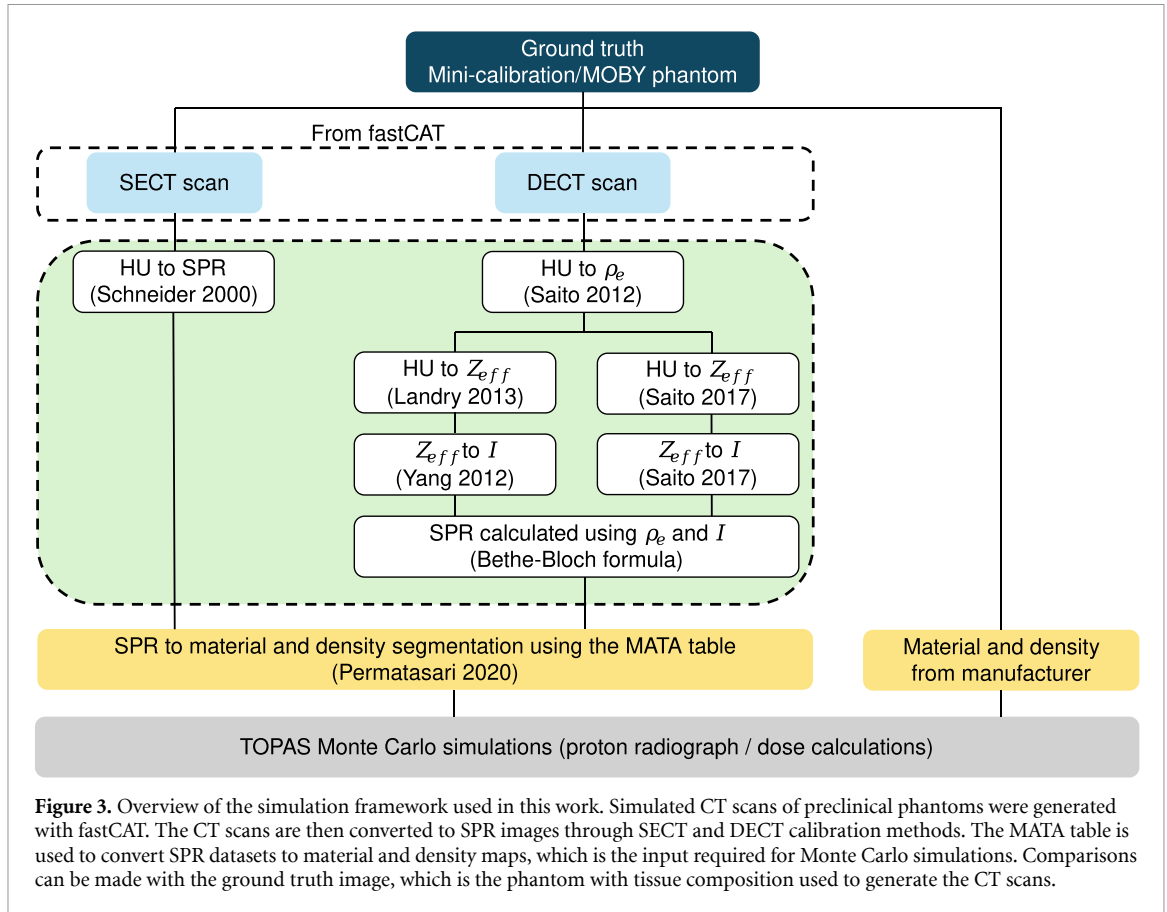 Ground truth
Mini-calibration/MOBY phantom
From fastCAT
SECT scan
DECT scan
HU to SPR
(Schneider 2000)
HU to ρe
(Saito 2012)
HU to Zeff
(Landry 2013)
HU to Zeff
(Saito 2017)
Zeff to I
(Yang 2012)
Zeff to I
(Saito 2017)
SPR calculated using ρe and I
(Bethe-Bloch formula)
SPR to material and density segmentation using the MATA table
(Permatasari 2020)
Material and density
from manufacturer
TOPAS Monte Carlo simulations (proton radiograph / dose calculations)
Figure 3. Overview of the simulation framework used in this work. Simulated CT scans of preclinical phantoms were generated
with fastCAT. The CT scans are then converted to SPR images through SECT and DECT calibration methods. The MATA table is
used to convert SPR datasets to material and density maps, which is the input required for Monte Carlo simulations. Comparisons
can be made with the ground truth image, which is the phantom with tissue composition used to generate the CT scans.